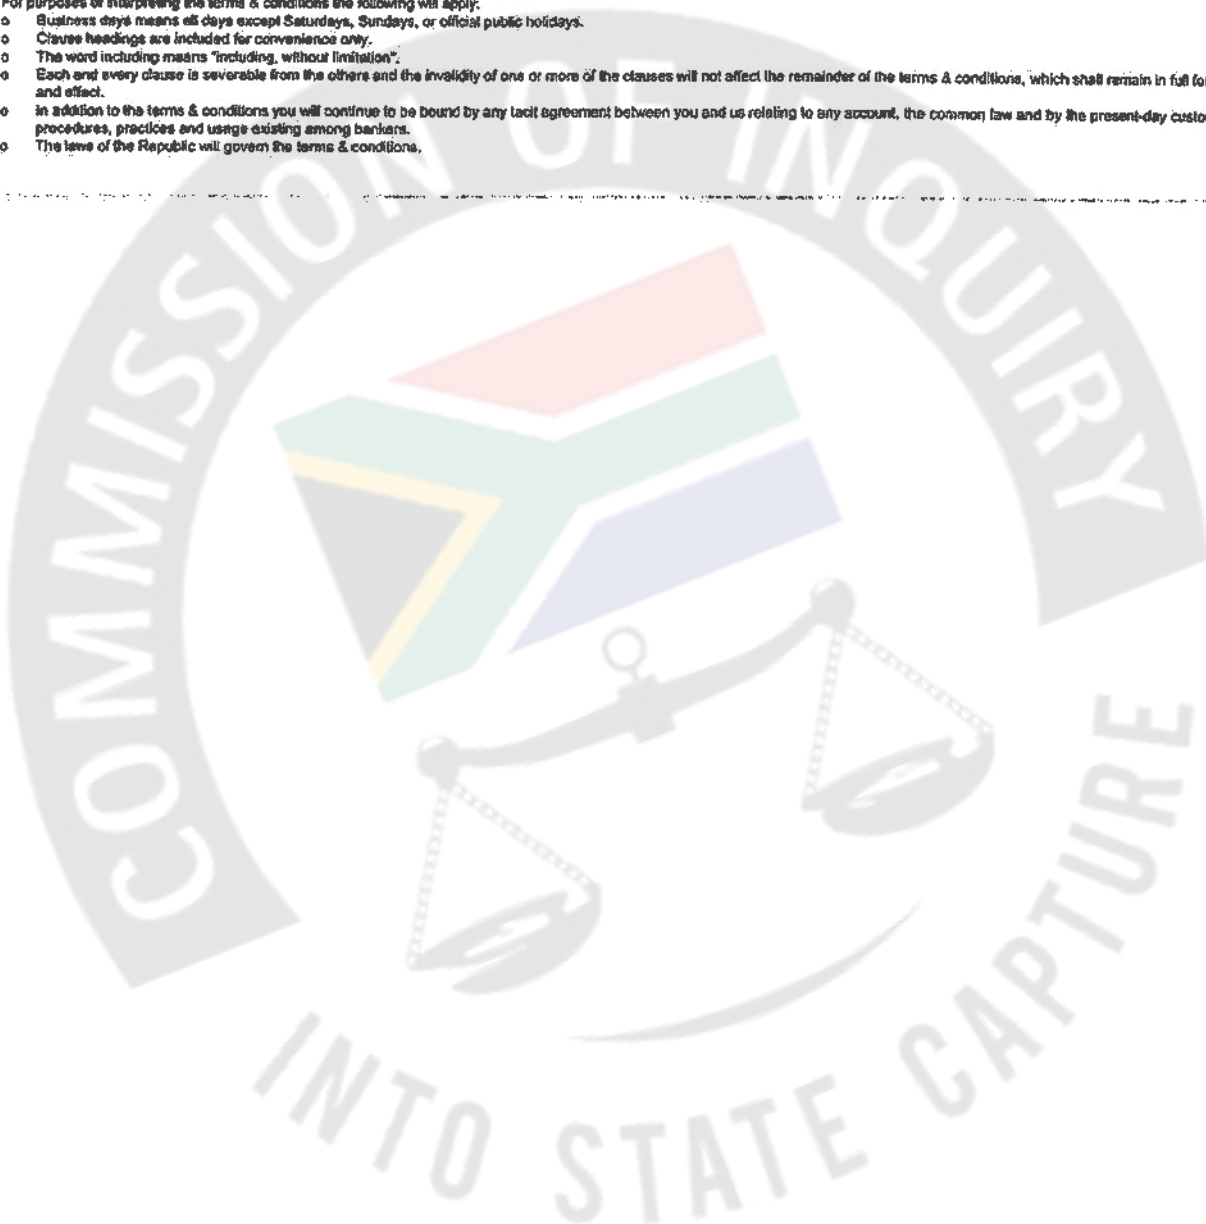 For purposes of interpreting the terms & conditions the following will apply:
o Business days means all days except Saturdays, Sundays, or official public holidays.
o Clause headings are included for convenience only.
o The word including means "including, without limitation".
o Each and every clause is severable from the others and the invalidity of one or more of the clauses will not affect the remainder of the terms & conditions, which shall remain in full
and effect.
o In addition to the terms & conditions you will continue to be bound by any tacit agreement between you and us relating to any account, the common law and by the present-day
procedures, practices and usage existing among bankers.
o The laws of the Republic will govern the terms & conditions.
COMMISSION OF INQUIRY
INTO STATE CAPTURE